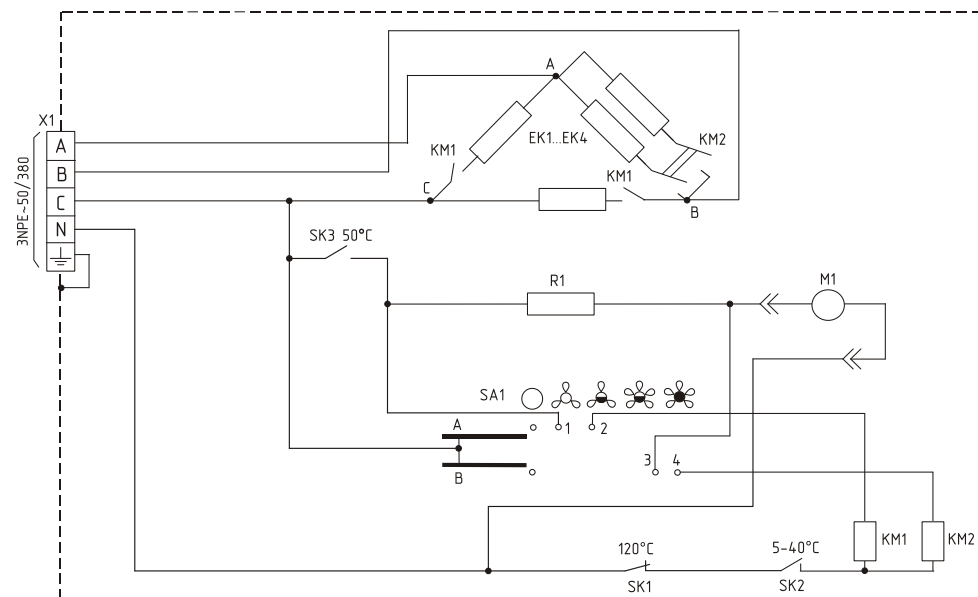 X1
3NPE~50/380
A
B
C
N
A
B
C
KM1
EK1...EK4
KM2
KM1
SK3 50°C
R1
M1
SA1
A
B
1
2
3
4
KM1
KM2
120°C
SK1
5-40°C
SK2